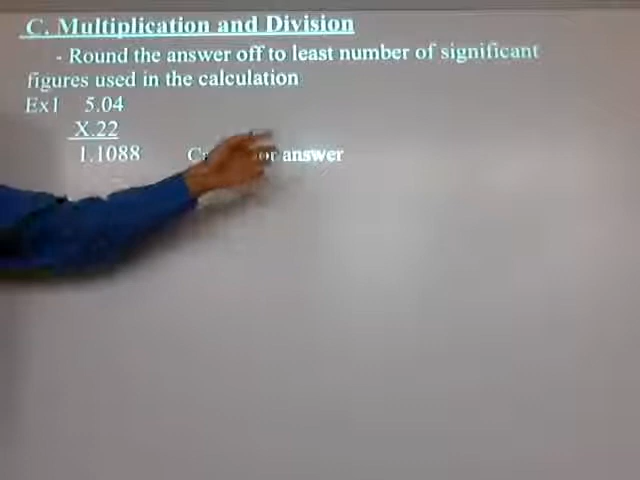 C. Multiplication and Division
- Round the answer off to least number of significant
figures used in the calculation
Ex1 5.04
X.22
1.1088 answer